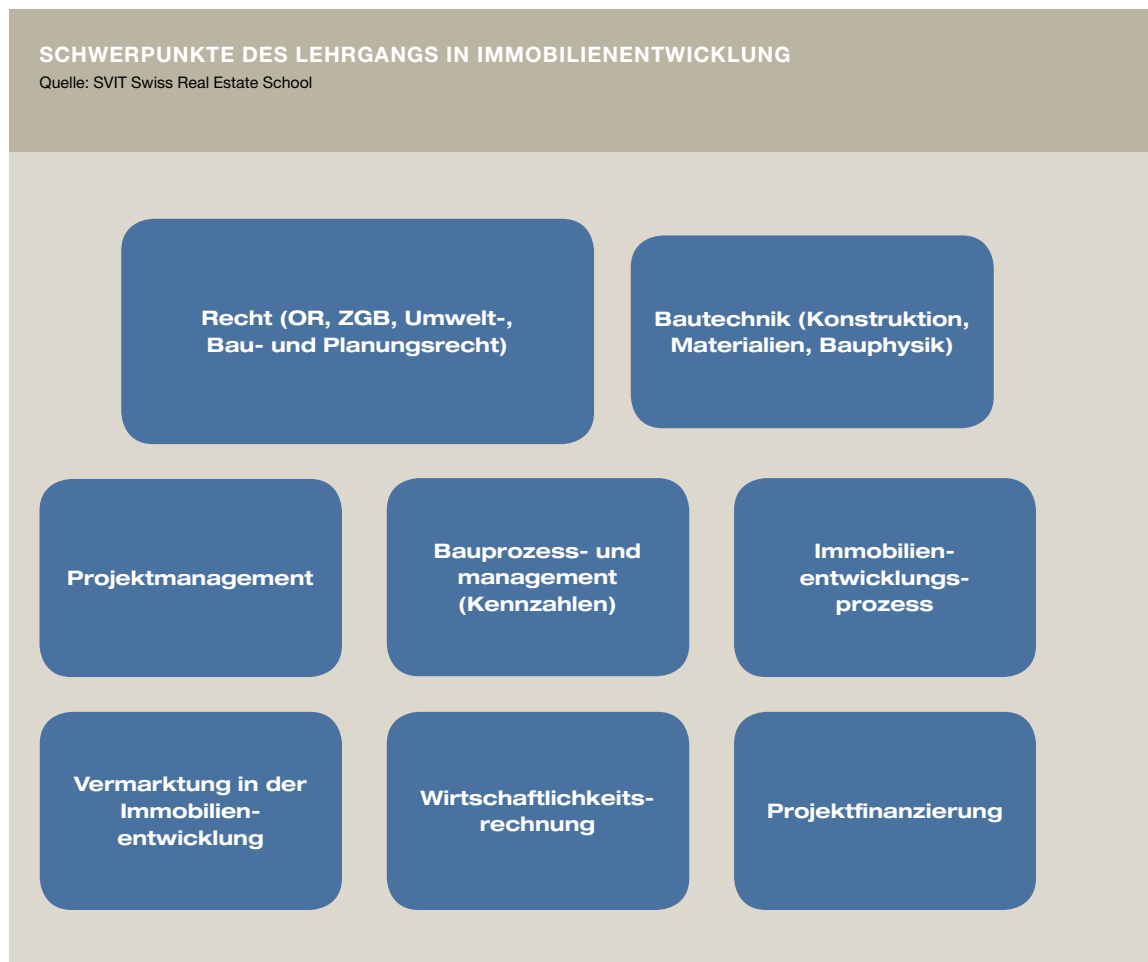 SCHWERPUNKTE DES LEHRGANGS IN IMMOBILIENENTWICKLUNG
Quelle: SVIT Swiss Real Estate School
Recht (OR, ZGB, Umwelt-,
Bau- und Planungsrecht)
Bautechnik (Konstruktion,
Materialien, Bauphysik)
Projektmanagement
Bauprozess- und
management
(Kennzahlen)
Immobilien-
entwicklungs-
prozess
Vermarktung in der
Immobilien-
entwicklung
Wirtschaftlichkeits-
rechnung
Projektfinanzierung